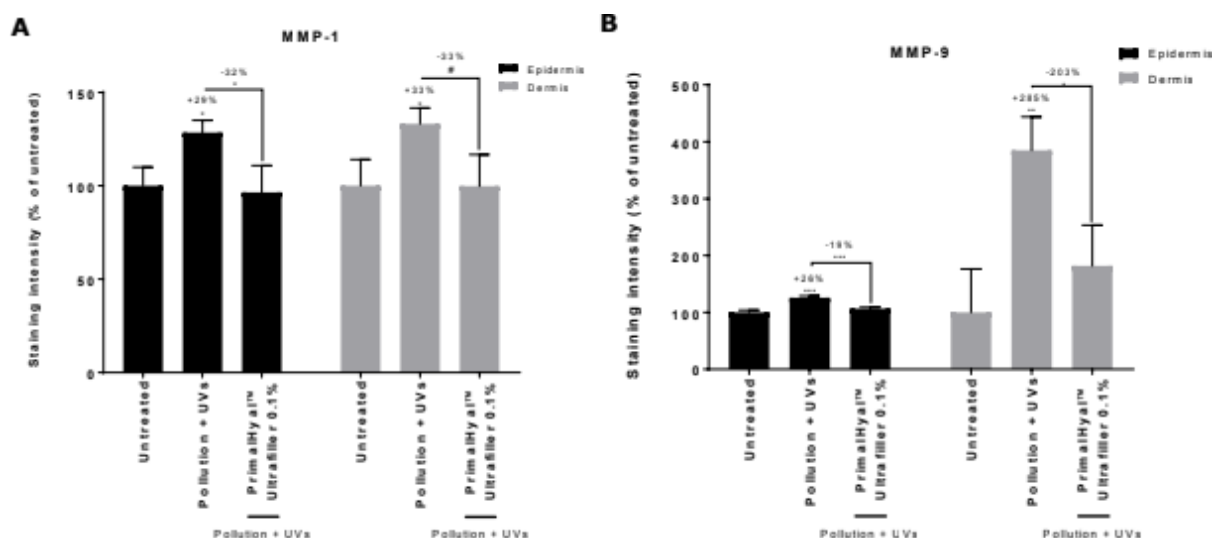 A
MMP-1
Epidermis
Dermis
Staining intensity (% of untreated)
150
100
50
0
+29%
*
-32%
*
+33%
*
-33%
#
Untreated
Pollution + UVs
PrimalHyal™
Ultrafiller 0.1%
Untreated
Pollution + UVs
PrimalHyal™
Ultrafiller 0.1%
Pollution + UVs
Pollution + UVs
B
MMP-9
Epidermis
Dermis
Staining intensity (% of untreated)
500
400
300
200
100
0
+26%
****
-19%
****
+285%
**
-203%
*
Untreated
Pollution + UVs
PrimalHyal™
Ultrafiller 0.1%
Untreated
Pollution + UVs
PrimalHyal™
Ultrafiller 0.1%
Pollution + UVs
Pollution + UVs